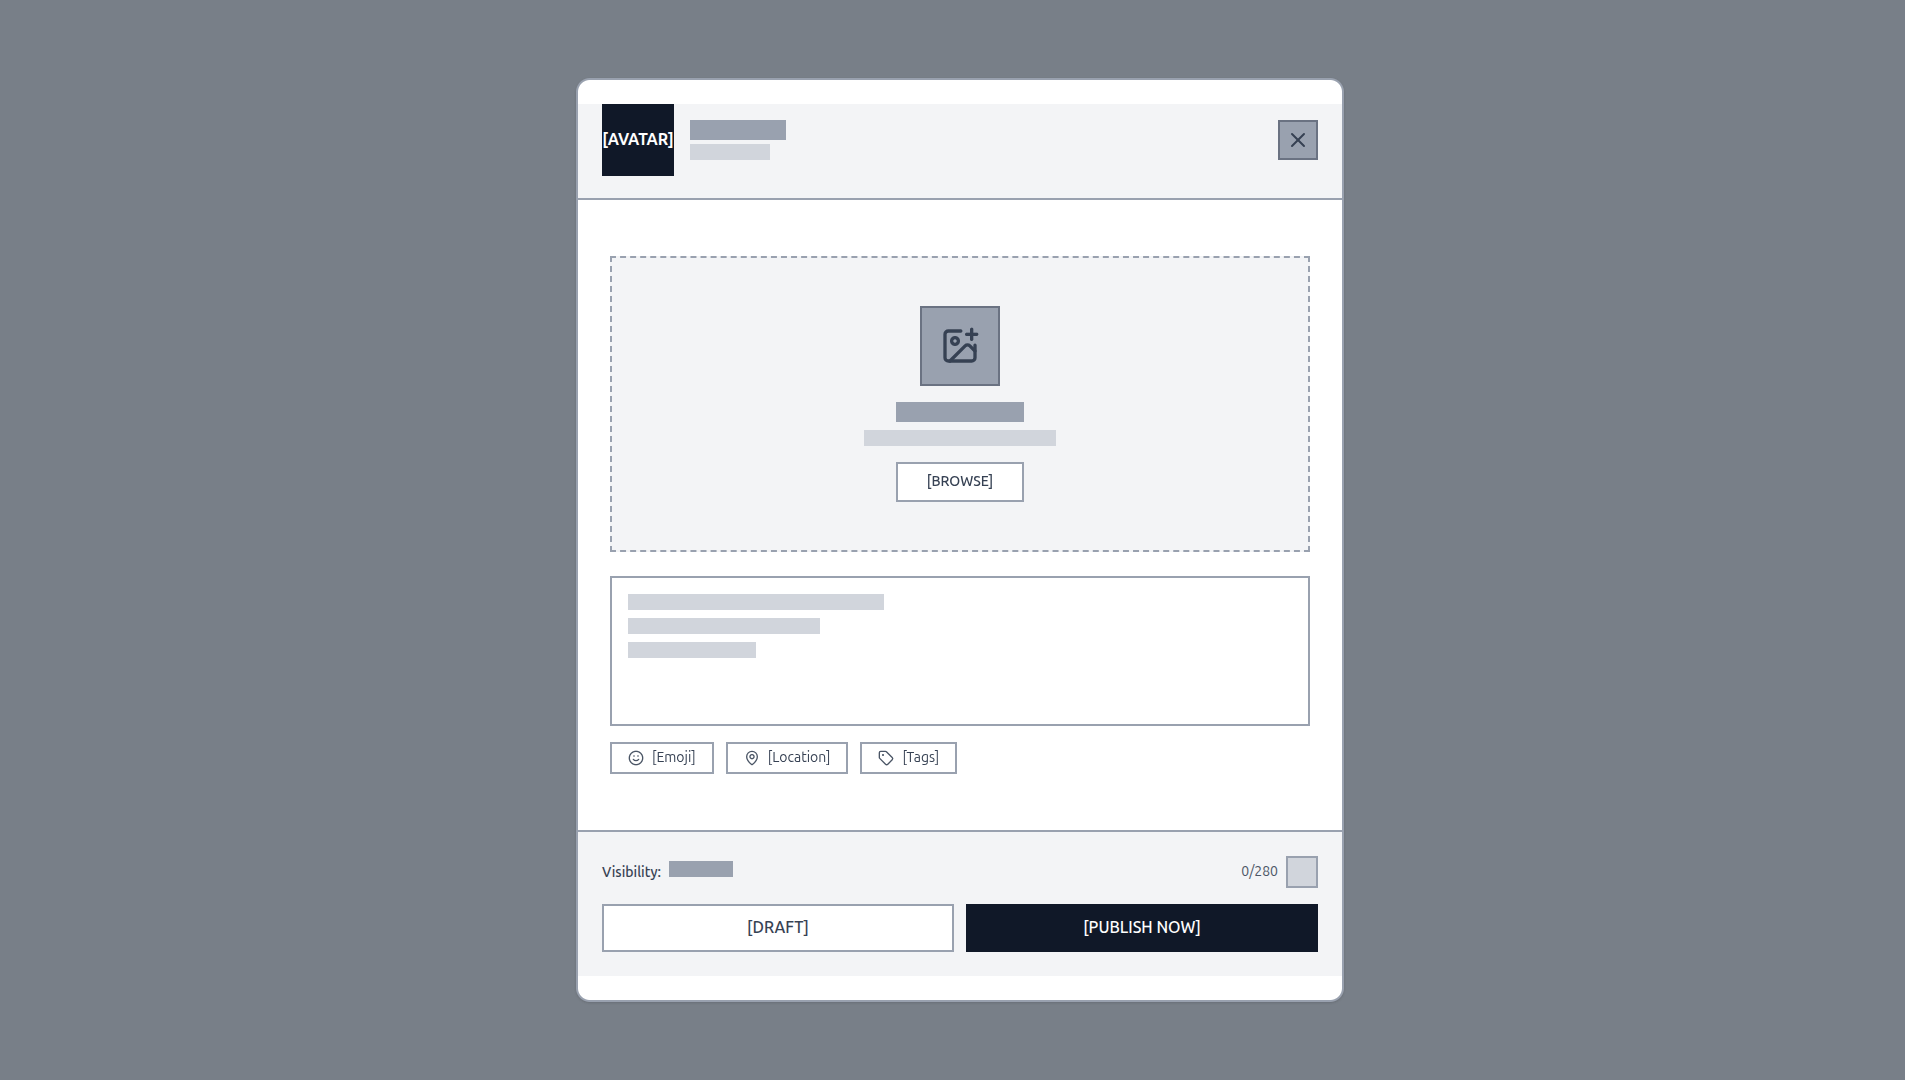 [AVATAR]
[BROWSE]
[Emoji]
[Location]
[Tags]
Visibility:
0/280
[DRAFT]
[PUBLISH NOW]